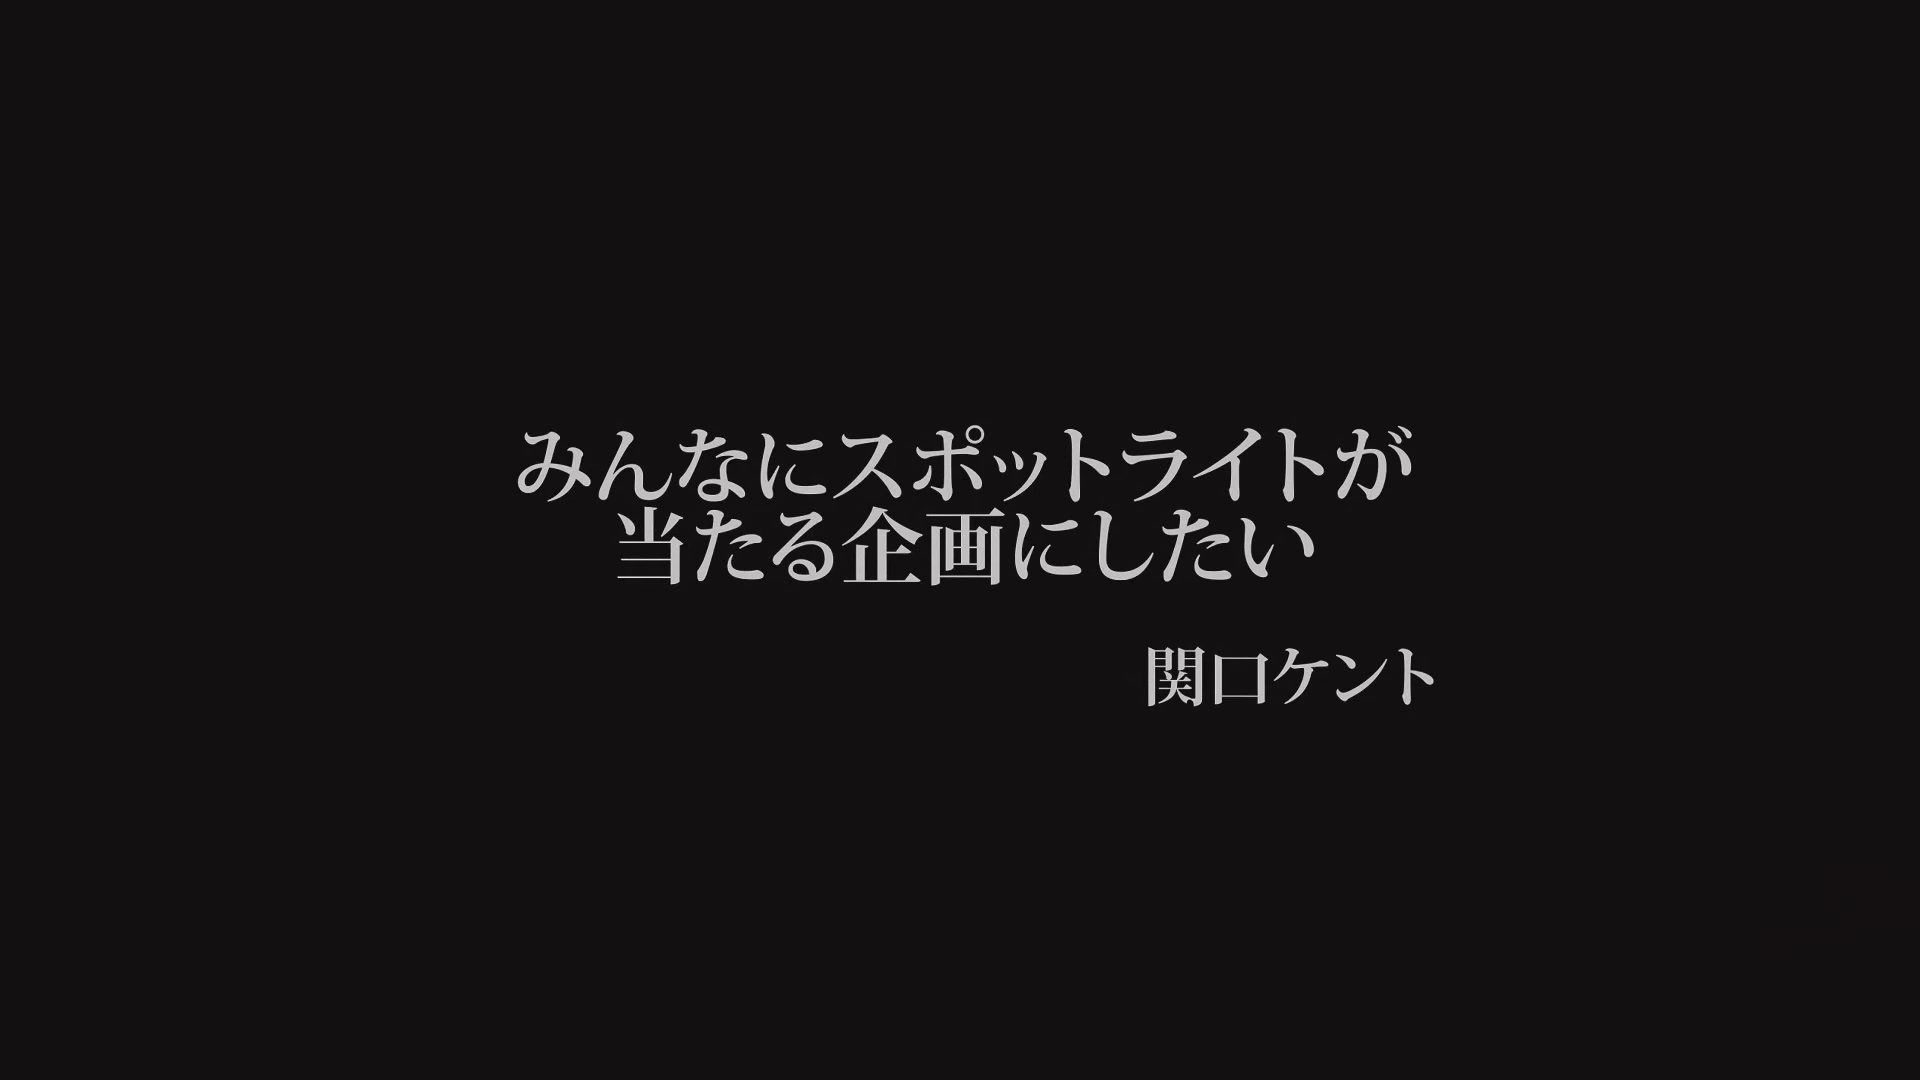 みんなにスポットライトが
当たる企画にしたい
関口ケント